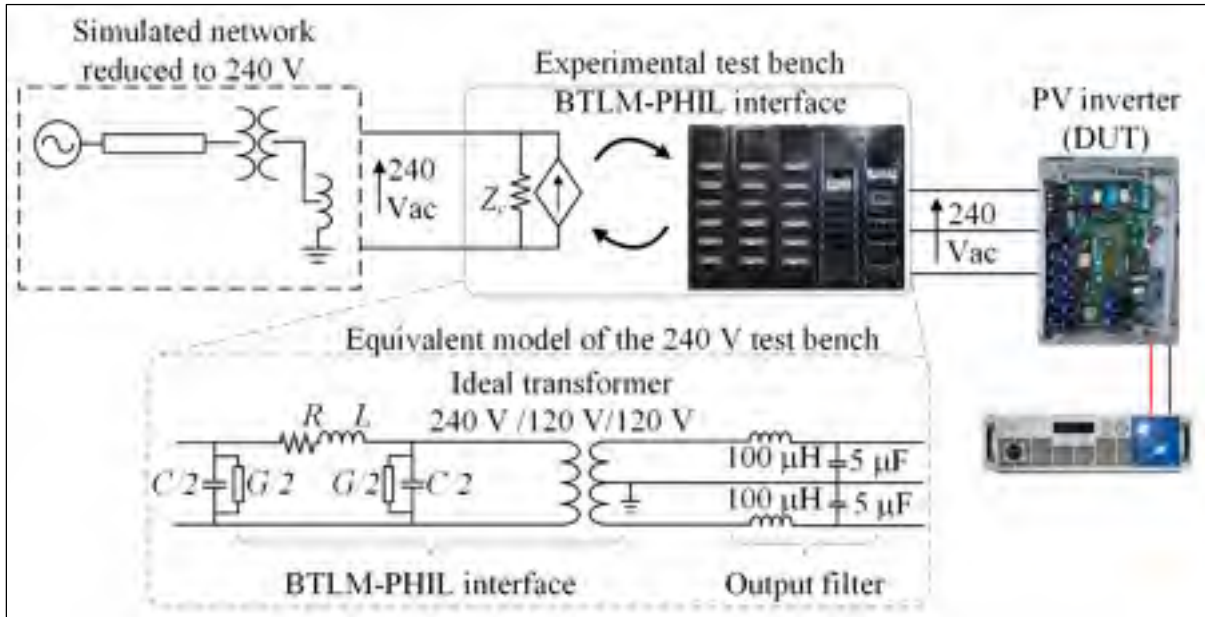 Simulated network
reduced to 240 V
Experimental test bench
BTLM-PHIL interface
PV inverter
(DUT)
240
Vac
Zc
240
Vac
Equivalent model of the 240 V test bench
Ideal transformer
240 V /120 V/120 V
R L
C 2
G 2
G 2
C 2
100 μH
5 μF
100 μH
5 μF
BTLM-PHIL interface
Output filter